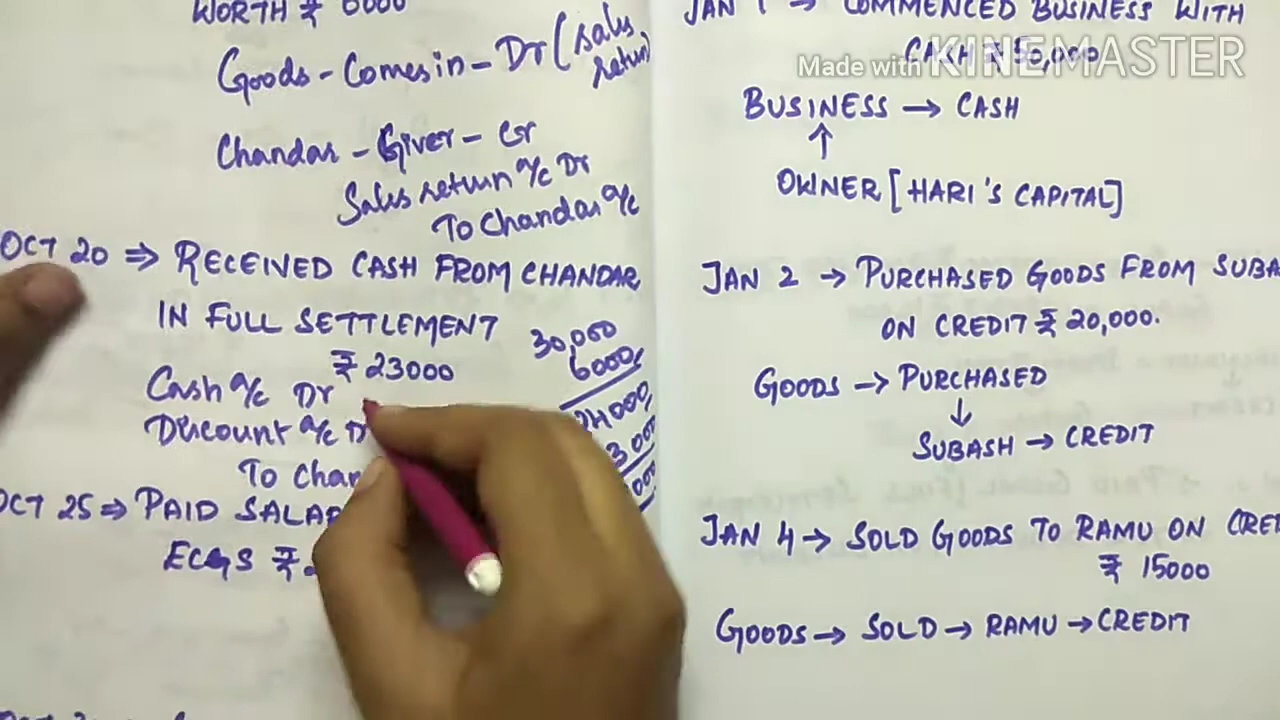 WORTH ₹ 6000
Goods - Comes in - Dr (sales
return)
Chandar - Giver - Cr
Sales return a/c Dr
To Chandar a/c
OCT 20 ⇒ RECEIVED CASH FROM CHANDAR,
IN FULL SETTLEMENT
₹ 23000
30,000
6000
24000
Cash a/c Dr
Discount a/c
To
OCT 25 ⇒ PAID
ECGS ₹
JAN 1 → COMMENCED BUSINESS WITH
CASH ₹ 50,000
Made with KINEMASTER
BUSINESS → CASH
↑
OWNER [HARI'S CAPITAL]
JAN 2 → PURCHASED GOODS FROM
ON CREDIT ₹ 20,000.
GOODS → PURCHASED
↓
SUBASH → CREDIT
JAN 4 → SOLD GOODS TO RAMU ON
₹ 15000
GOODS → SOLD → RAMU → CREDIT